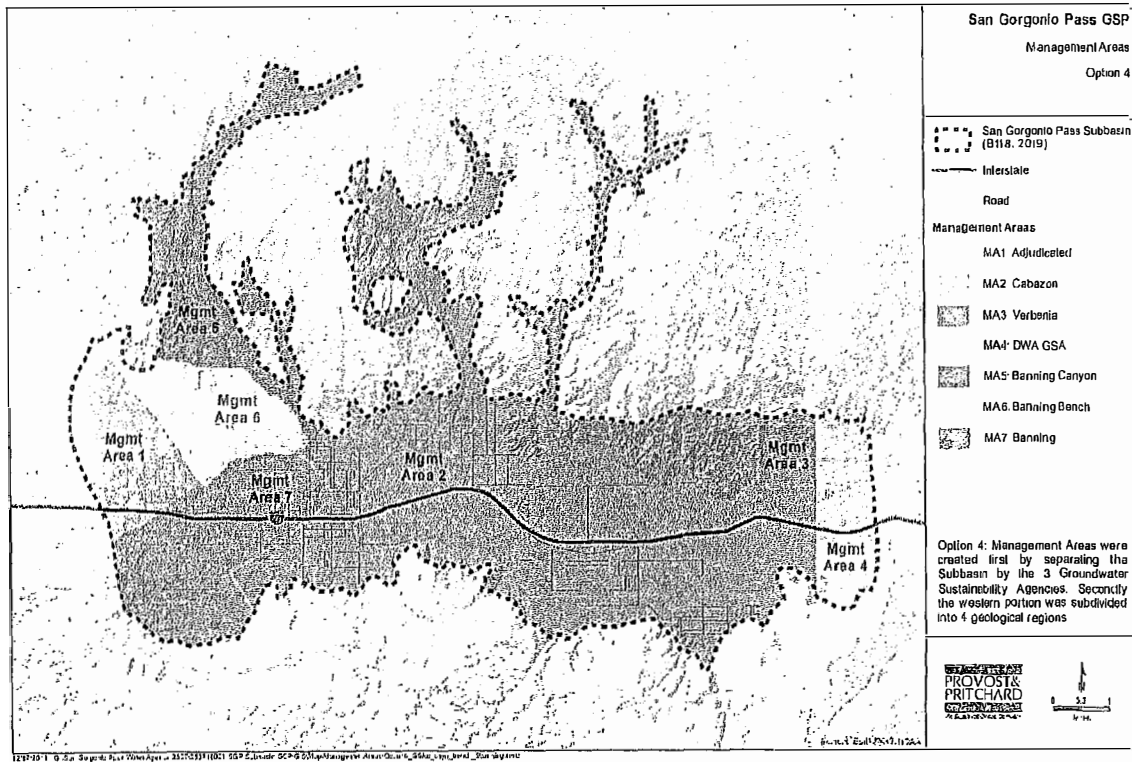 San Gorgonio Pass GSP
Management Areas
Option 4
San Gorgonio Pass Subbasin
(B118, 2019)
Interstate
Road
Management Areas
MA1 Adjudicated
MA2 Cabazon
MA3 Verbenia
MA4 DWA GSA
MA5 Banning Canyon
MA6 Banning Bench
MA7 Banning
Option 4: Management Areas were
created first by separating the
Subbasin by the 3 Groundwater
Sustainability Agencies. Secondly
the western portion was subdivided
into 4 geological regions
PROVOST&
PRITCHARD
Mgmt
Area 5
Mgmt
Area 6
Mgmt
Area 1
Mgmt
Area 7
Mgmt
Area 2
Mgmt
Area 3
Mgmt
Area 4